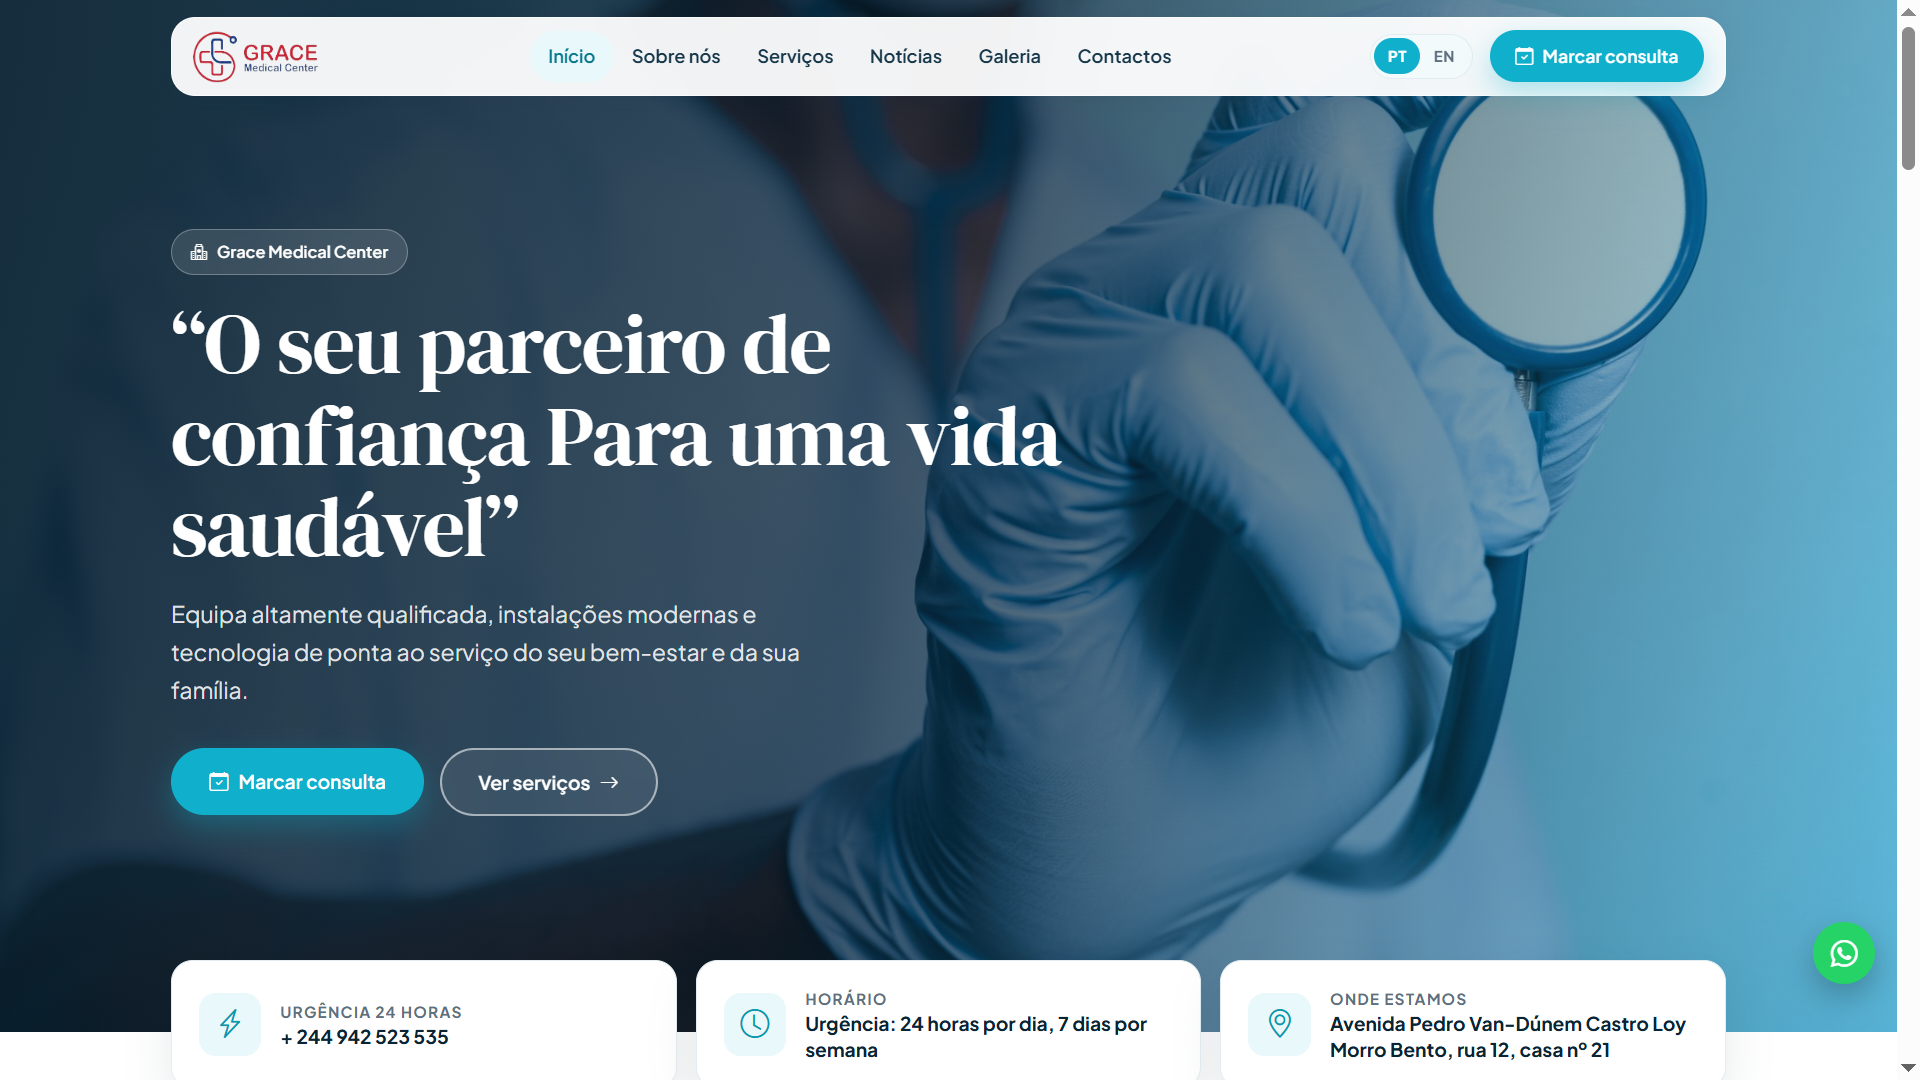 GRACE
Medical Center
Início
Sobre nós
Serviços
Notícias
Galeria
Contactos
PT
EN
Marcar consulta
Grace Medical Center
“O seu parceiro de
confiança Para uma vida
saudável”
Equipa altamente qualificada, instalações modernas e
tecnologia de ponta ao serviço do seu bem-estar e da sua
família.
Marcar consulta
Ver serviços
URGÊNCIA 24 HORAS
+ 244 942 523 535
HORÁRIO
Urgência: 24 horas por dia, 7 dias por
semana
ONDE ESTAMOS
Avenida Pedro Van-Dúnem Castro Loy
Morro Bento, rua 12, casa nº 21